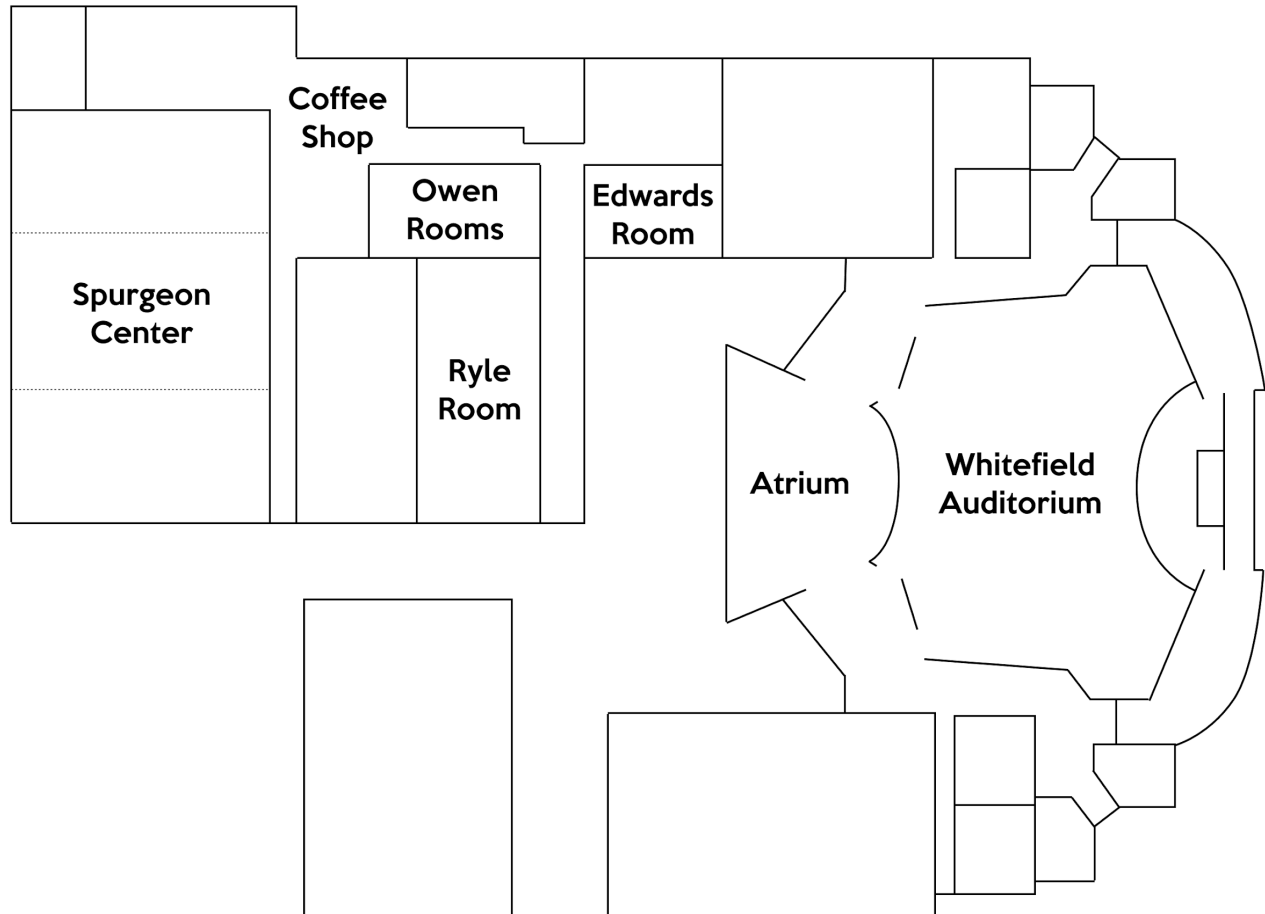 Coffee
Shop
Owen
Rooms
Edwards
Room
Spurgeon
Center
Ryle
Room
Atrium
Whitefield
Auditorium